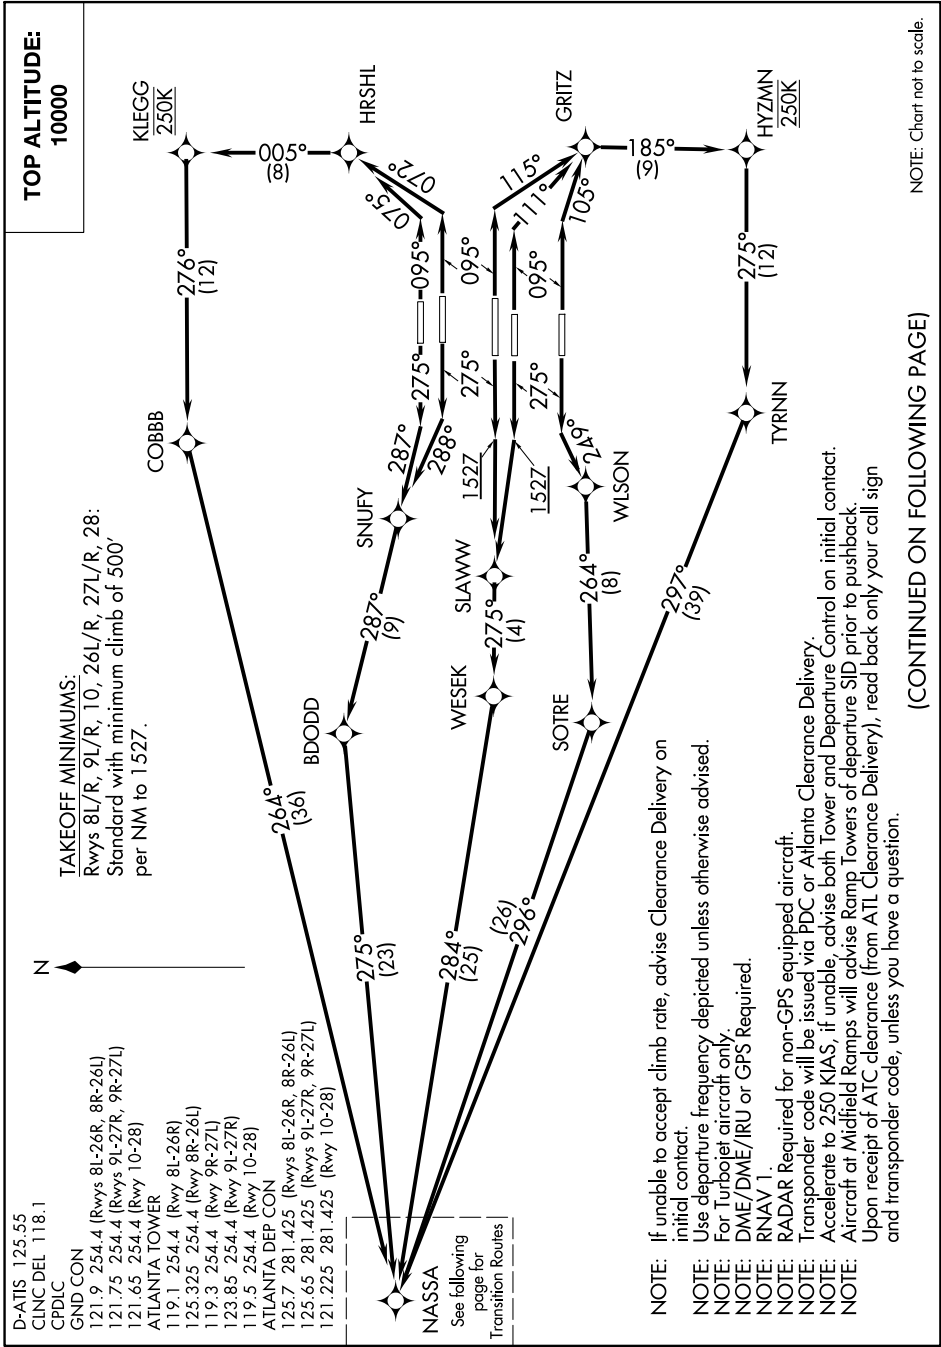 TOP ALTITUDE:
10000
D-ATIS 125.55
CLNC DEL 118.1
CPDLC
GND CON
121.9 254.4 (Rwys 8L-26R, 8R-26L)
121.75 254.4 (Rwys 9L-27R, 9R-27L)
121.65 254.4 (Rwy 10-28)
ATLANTA TOWER
119.1 254.4 (Rwy 8L-26R)
125.325 254.4 (Rwy 8R-26L)
119.3 254.4 (Rwy 9R-27L)
123.85 254.4 (Rwy 9L-27R)
119.5 254.4 (Rwy 10-28)
ATLANTA DEP CON
125.7 281.425 (Rwys 8L-26R, 8R-26L)
125.65 281.425 (Rwys 9L-27R, 9R-27L)
121.225 281.425 (Rwy 10-28)
N
TAKEOFF MINIMUMS:
Rwys 8L/R, 9L/R, 10, 26L/R, 27L/R, 28:
Standard with minimum climb of 500'
per NM to 1527.
KLEGG
250K
276°
(12)
COBBB
264°
(36)
005°
(8)
HRSHL
072°
075°
095°
275°
287°
288°
SNUFY
287°
(9)
BDODD
275°
(23)
095°
275°
1527
SLAWW
275°
(4)
WESEK
284°
(25)
115°
111°
105°
GRITZ
095°
275°
1527
249°
WLSON
264°
(8)
SOTRE
(26)
296°
185°
(9)
HYZMN
250K
275°
(12)
TYRNN
297°
(39)
NASSA
See following
page for
Transition Routes
NOTE: If unable to accept climb rate, advise Clearance Delivery on
initial contact.
NOTE: Use departure frequency depicted unless otherwise advised.
NOTE: For Turbojet aircraft only.
NOTE: DME/DME/IRU or GPS Required.
NOTE: RNAV 1.
NOTE: RADAR Required for non-GPS equipped aircraft.
NOTE: Transponder code will be issued via PDC or Atlanta Clearance Delivery.
NOTE: Accelerate to 250 KIAS, if unable, advise both Tower and Departure Control on initial contact.
NOTE: Aircraft at Midfield Ramps will advise Ramp Towers of departure SID prior to pushback.
Upon receipt of ATC clearance (from ATL Clearance Delivery), read back only your call sign
and transponder code, unless you have a question.
NOTE: Chart not to scale.
(CONTINUED ON FOLLOWING PAGE)